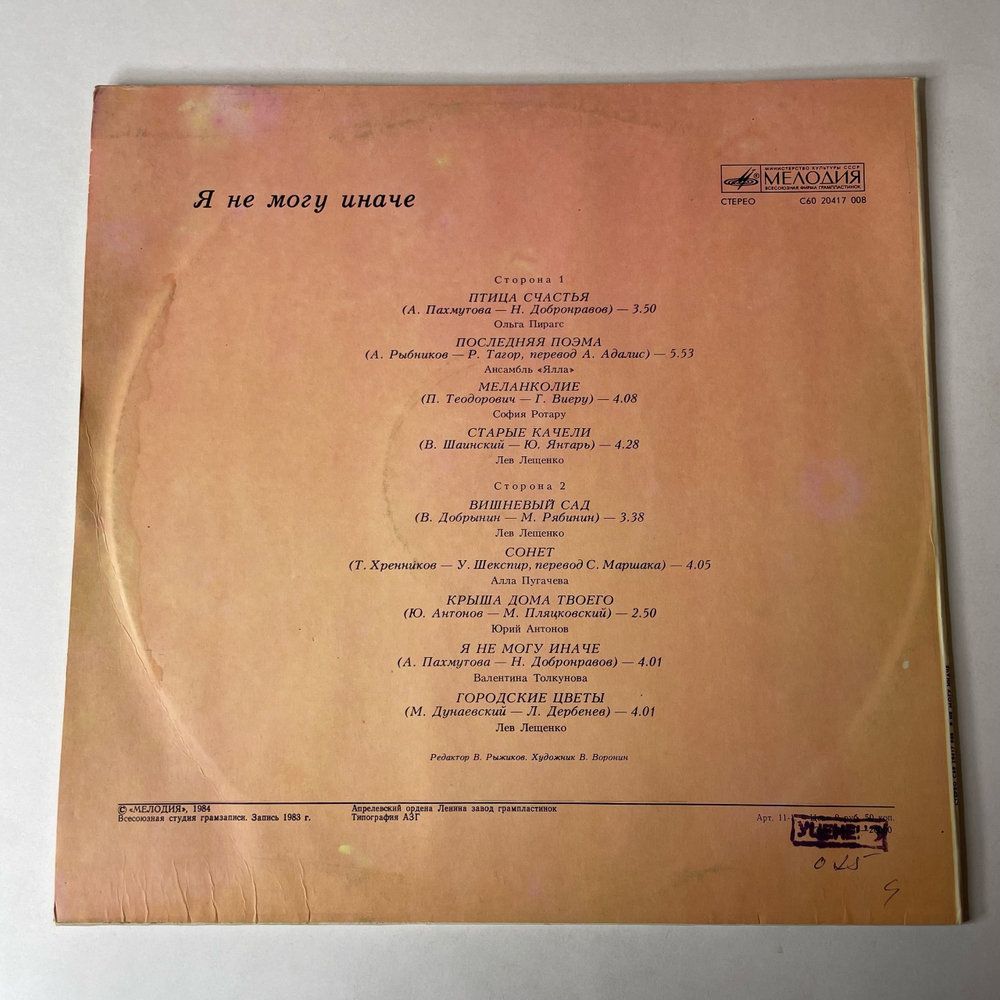 Я не могу иначе
МИНИСТЕРСТВО КУЛЬТУРЫ СССР
МЕЛОДИЯ
ВСЕСОЮЗНАЯ ФИРМА ГРАМПЛАСТИНОК
СТЕРЕО С60 20417 008
Сторона 1
ПТИЦА СЧАСТЬЯ
(А. Пахмутова — Н. Добронравов) — 3.50
Ольга Пирагс
ПОСЛЕДНЯЯ ПОЭМА
(А. Рыбников — Р. Тагор, перевод А. Адалис) — 5.53
Ансамбль «Ялла»
МЕЛАНКОЛИЕ
(П. Теодорович — Г. Виеру) — 4.08
София Ротару
СТАРЫЕ КАЧЕЛИ
(В. Шаинский — Ю. Янтарь) — 4.28
Лев Лещенко
Сторона 2
ВИШНЕВЫЙ САД
(В. Добрынин — М. Рябинин) — 3.38
Лев Лещенко
СОНЕТ
(Т. Хренников — У. Шекспир, перевод С. Маршака) — 4.05
Алла Пугачева
КРЫША ДОМА ТВОЕГО
(Ю. Антонов — М. Пляцковский) — 2.50
Юрий Антонов
Я НЕ МОГУ ИНАЧЕ
(А. Пахмутова — Н. Добронравов) — 4.01
Валентина Толкунова
ГОРОДСКИЕ ЦВЕТЫ
(М. Дунаевский — Л. Дербенев) — 4.01
Лев Лещенко
Редактор В. Рыжиков. Художник В. Воронин
© «МЕЛОДИЯ», 1984
Всесоюзная студия грамзаписи. Запись 1983 г.
Апрелевский ордена Ленина завод грампластинок
Типография АЗГ
Арт. 11- руб. 50 коп.